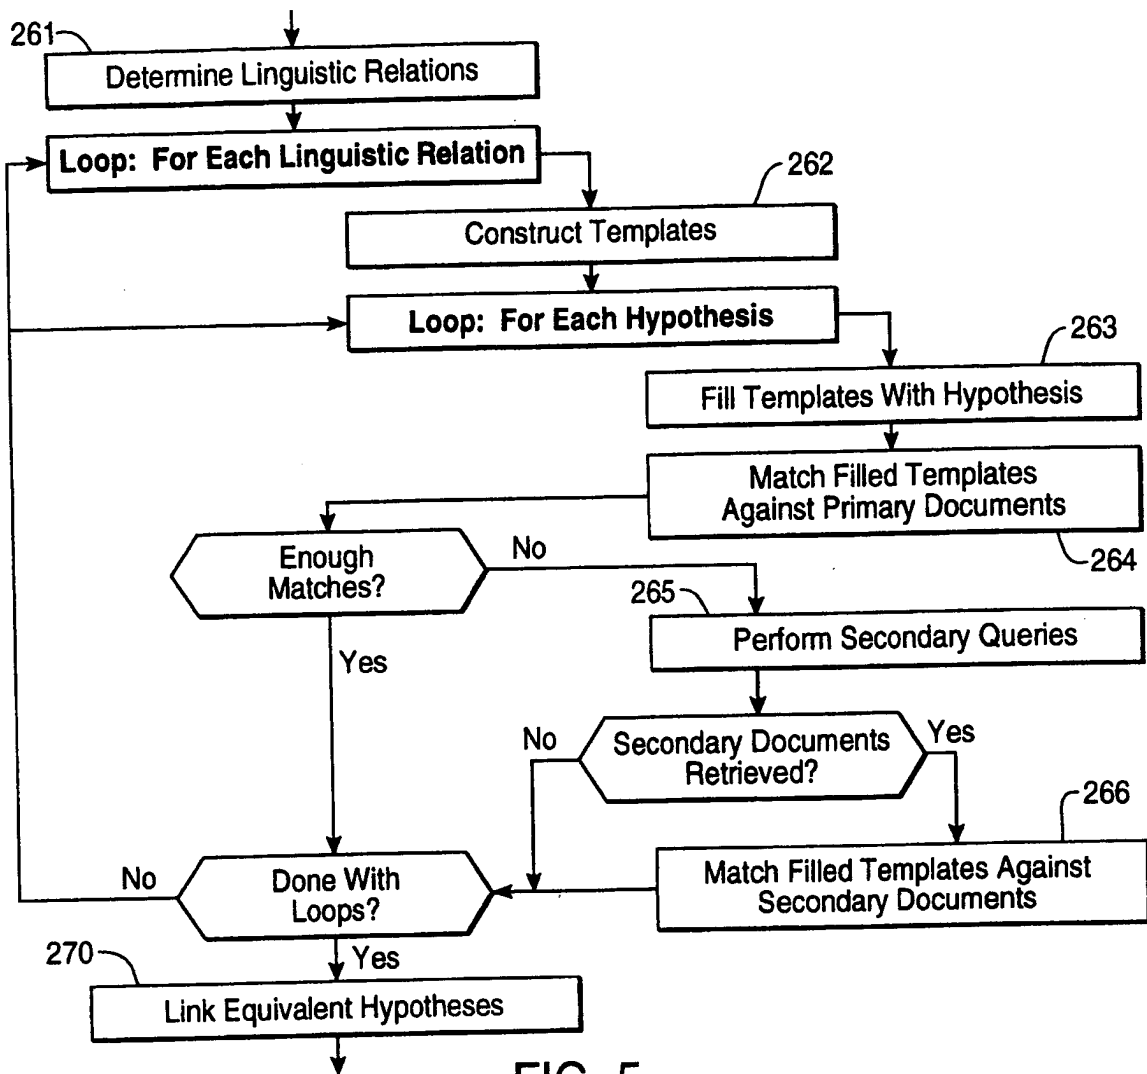 261
Determine Linguistic Relations
Loop: For Each Linguistic Relation
262
Construct Templates
Loop: For Each Hypothesis
263
Fill Templates With Hypothesis
Match Filled Templates
Against Primary Documents
264
Enough
Matches?
No
Yes
265
Perform Secondary Queries
Secondary Documents
Retrieved?
No
Yes
266
Match Filled Templates Against
Secondary Documents
Done With
Loops?
No
Yes
270
Link Equivalent Hypotheses
FIG. 5